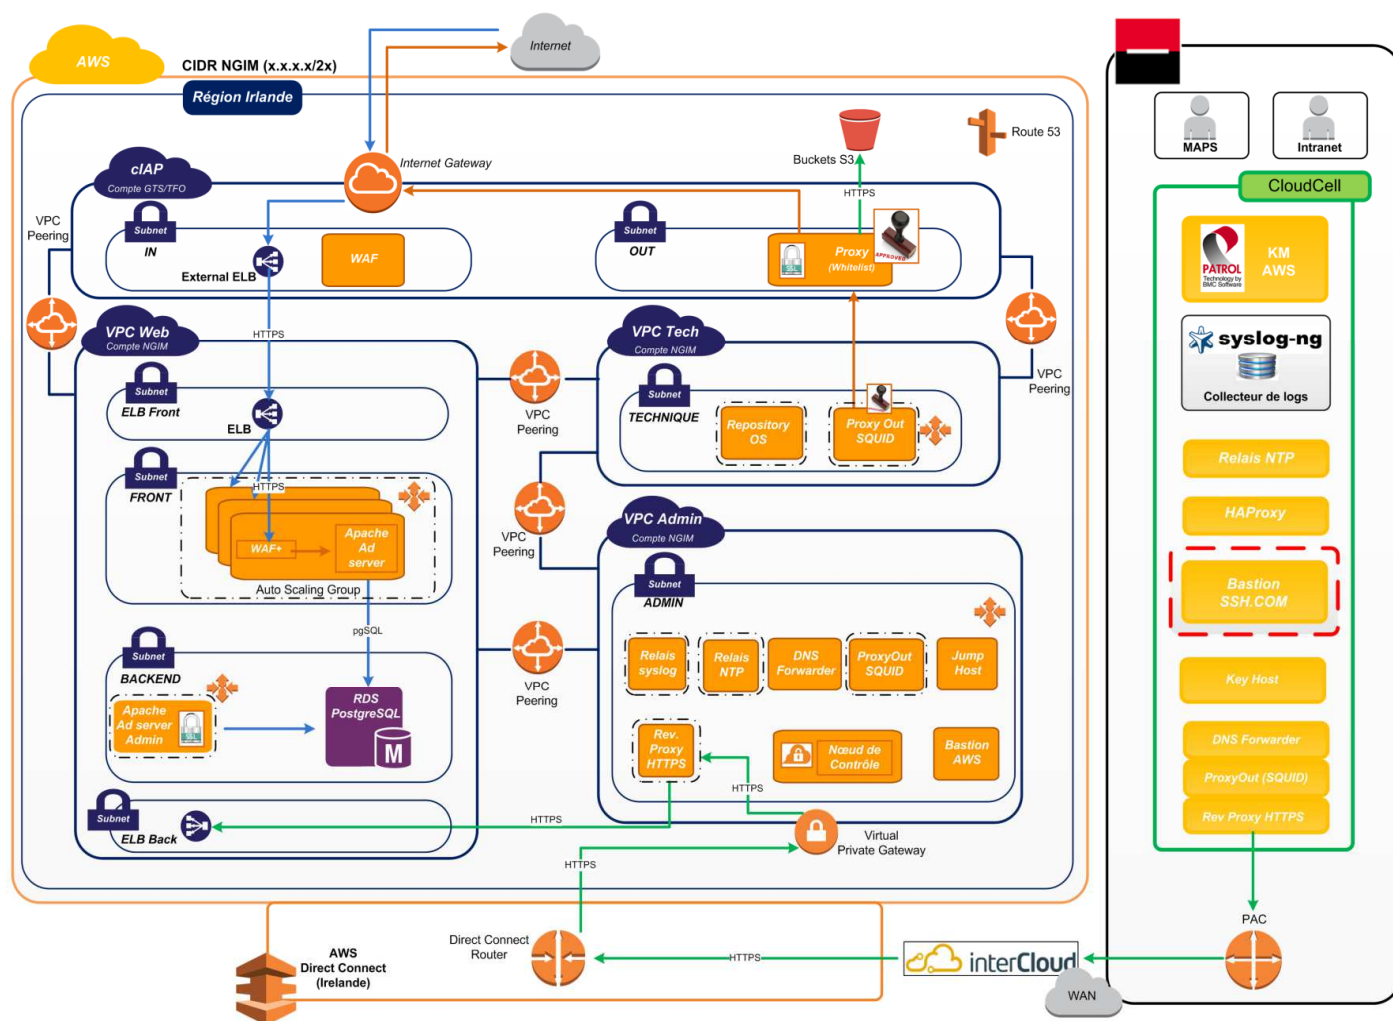 Internet
AWS
CIDR NGIM (x.x.x.x/2x)
Région Irlande
Route 53
MAPS
Intranet
Internet Gateway
Buckets S3
HTTPS
cIAP
Compte GTS/TFO
VPC
Peering
Subnet
IN
External ELB
WAF
Subnet
OUT
SSL
Proxy
(Whitelist)
APPROVED
CloudCell
PATROL
Technology by
BMC Software
KM
AWS
HTTPS
VPC Web
Compte NGIM
VPC Tech
Compte NGIM
VPC
Peering
syslog-ng
Collecteur de logs
Subnet
ELB Front
ELB
VPC
Peering
Subnet
TECHNIQUE
Repository
OS
Proxy Out
SQUID
Relais NTP
Subnet
FRONT
HTTPS
WAF+
Apache
Ad
server
Auto Scaling Group
VPC
Peering
VPC Admin
Compte NGIM
Subnet
ADMIN
HAProxy
Bastion
SSH.COM
pgSQL
Subnet
BACKEND
Apache
Ad server
Admin
SSL
RDS
PostgreSQL
M
VPC
Peering
Relais
syslog
Relais
NTP
DNS
Forwarder
ProxyOut
SQUID
Jump
Host
Key Host
Rev.
Proxy
HTTPS
HTTPS
Nœud de
Contrôle
Bastion
AWS
DNS Forwarder
ProxyOut (SQUID)
Rev Proxy HTTPS
Subnet
ELB Back
HTTPS
Virtual
Private Gateway
HTTPS
PAC
AWS
Direct Connect
(Irelande)
Direct Connect
Router
HTTPS
interCloud
WAN